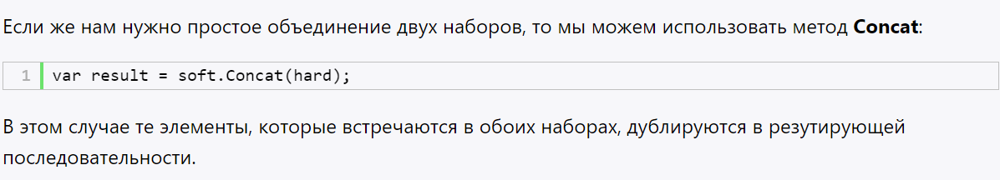 Если же нам нужно простое объединение двух наборов, то мы можем использовать метод Concat:
1 var result = soft.Concat(hard);
В этом случае те элементы, которые встречаются в обоих наборах, дублируются в резутирующей
последовательности.